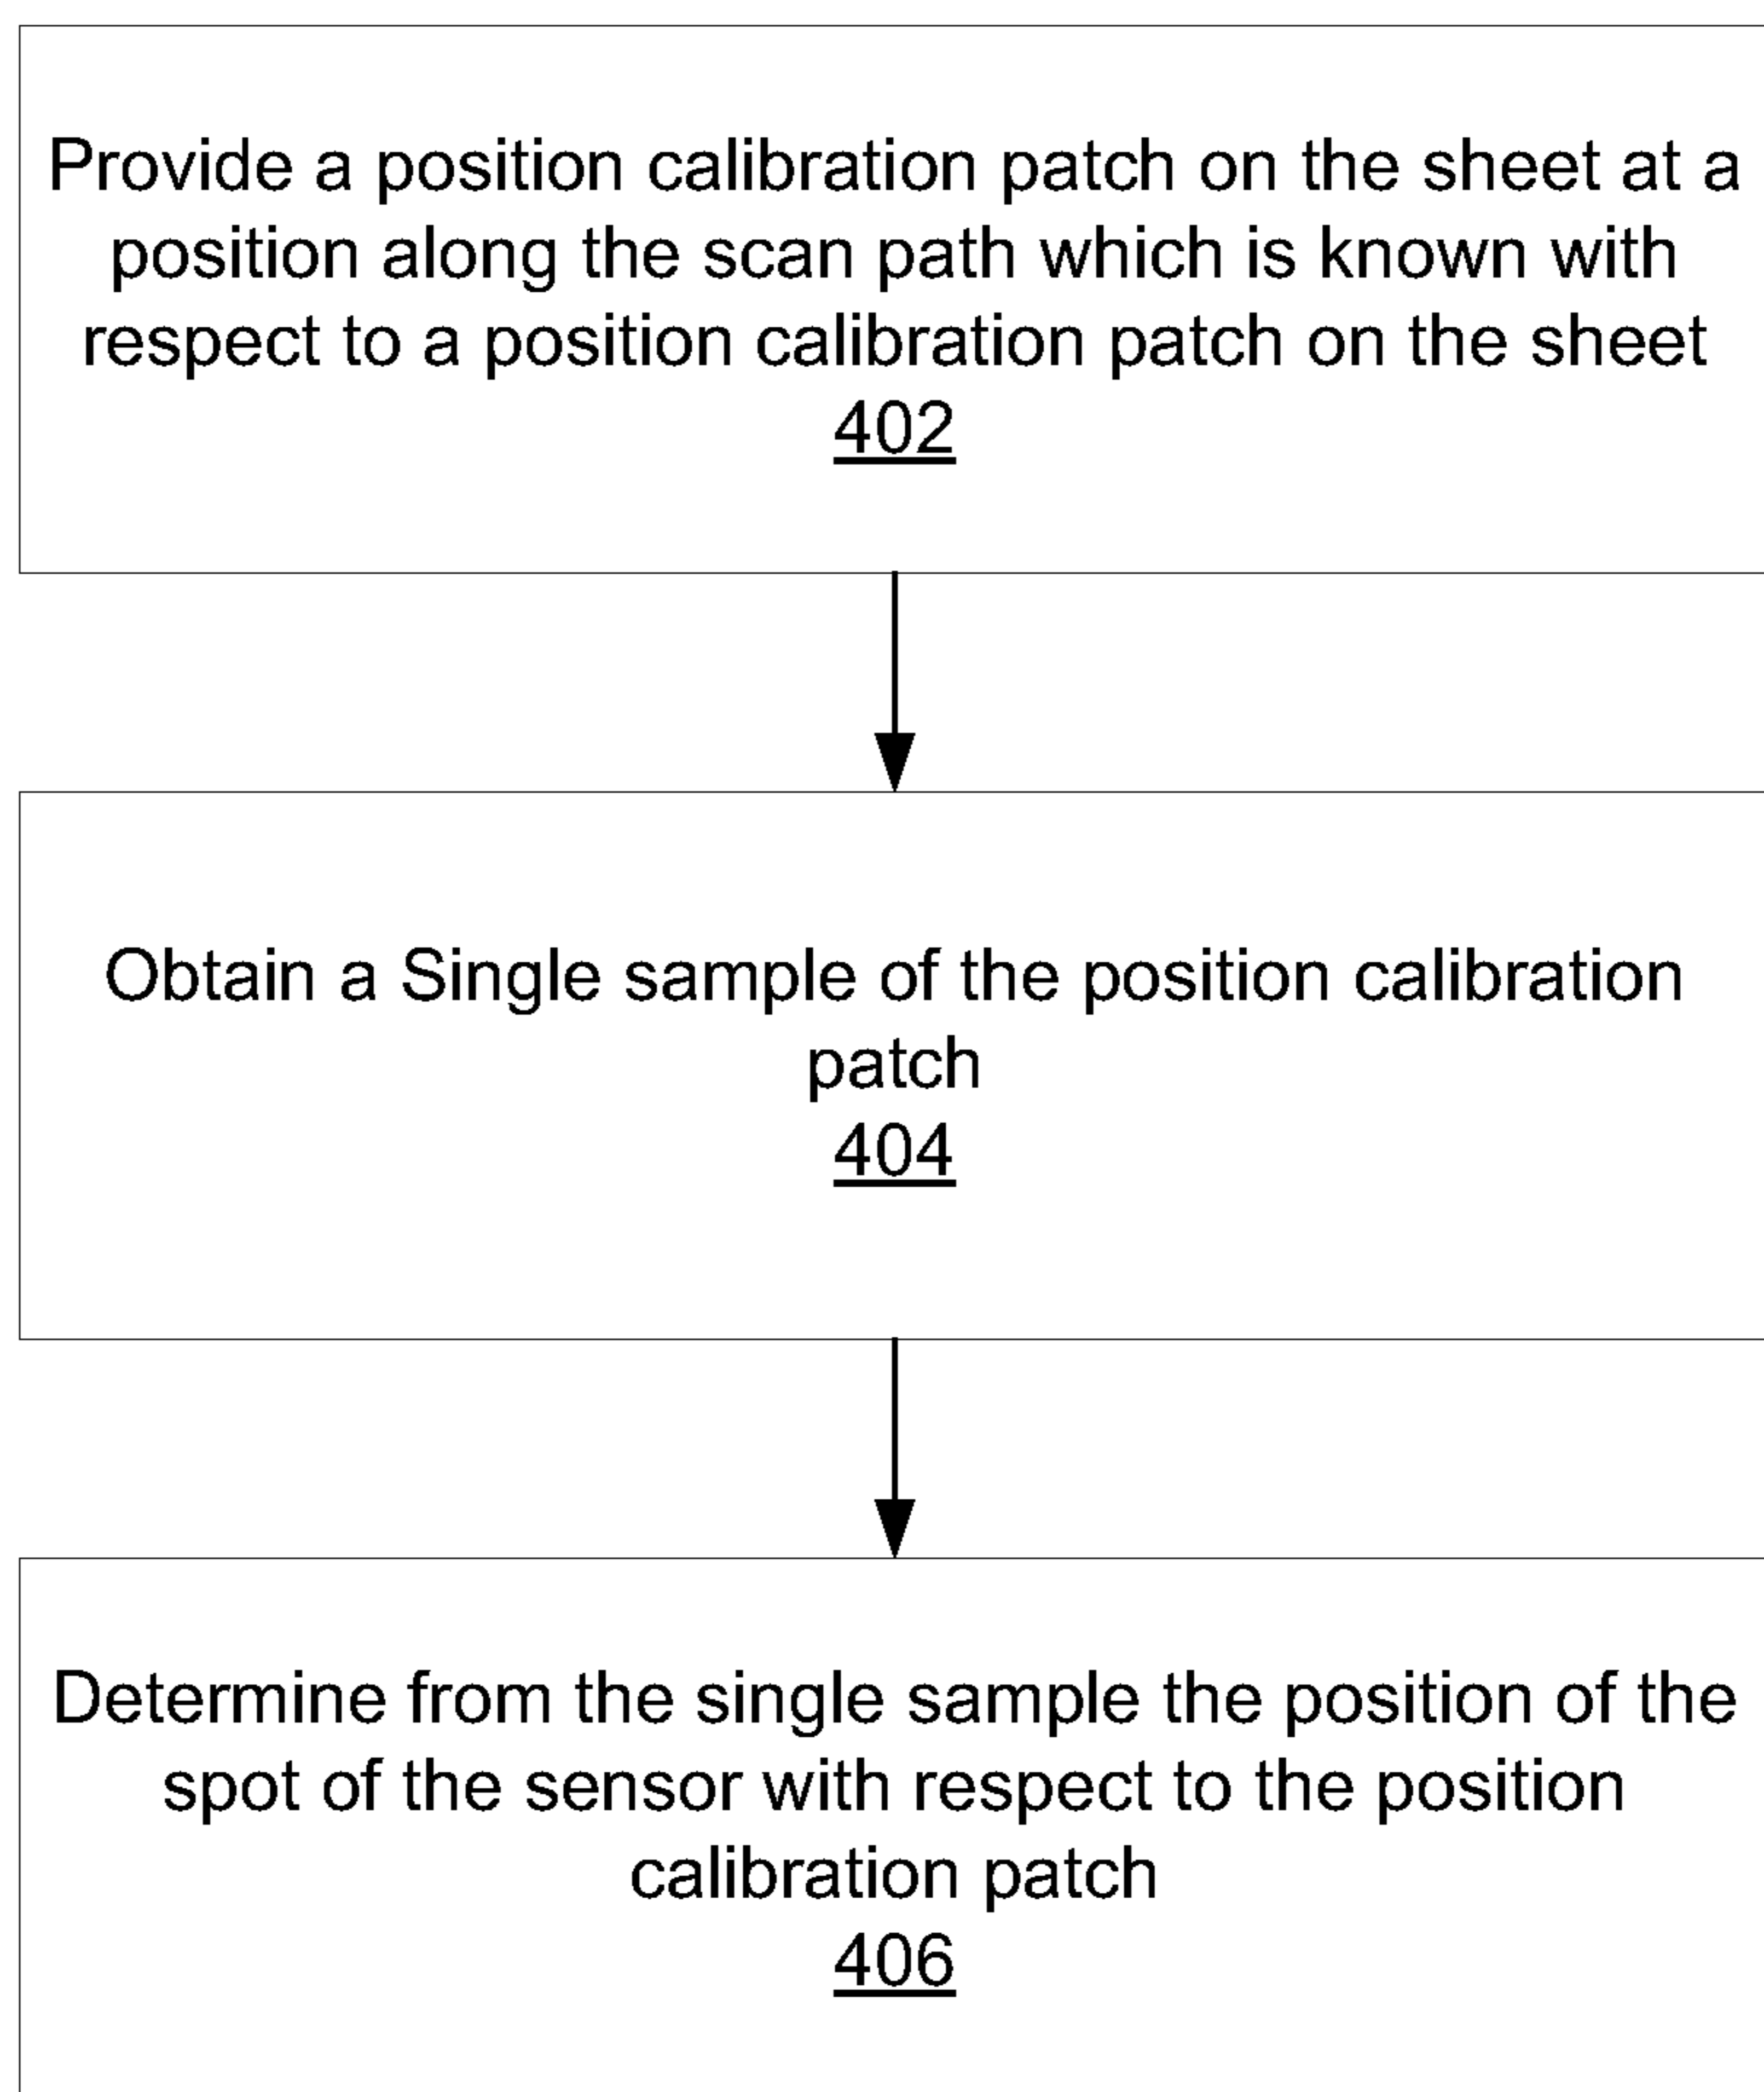 Provide a position calibration patch on the sheet at a
position along the scan path which is known with
respect to a position calibration patch on the sheet
402
Obtain a Single sample of the position calibration
patch
404
Determine from the single sample the position of the
spot of the sensor with respect to the position
calibration patch
406